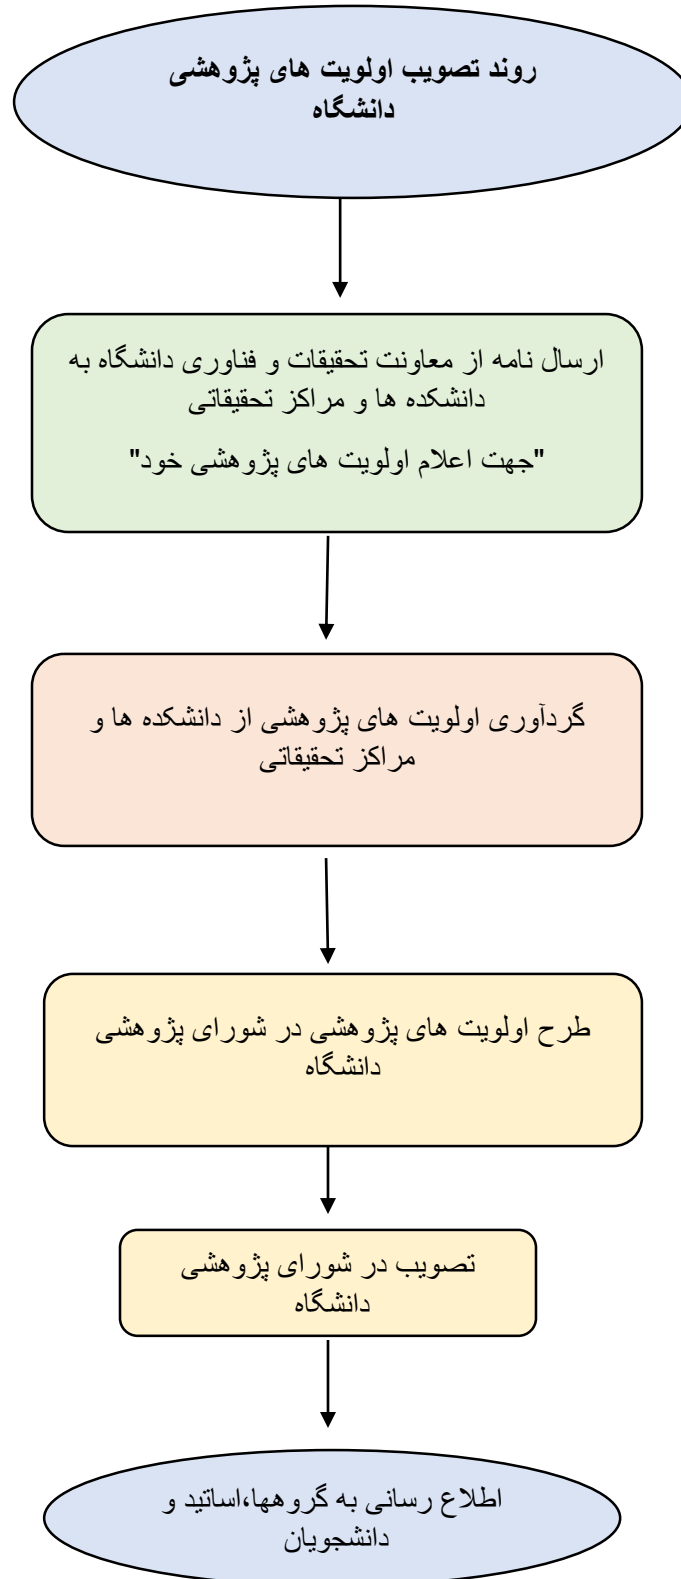 روند تصویب اولویت های پژوهشی
دانشگاه
ارسال نامه از معاونت تحقیقات و فناوری دانشگاه به
دانشکده ها و مراکز تحقیقاتی
"جهت اعلام اولویت های پژوهشی خود"
گردآوری اولویت های پژوهشی از دانشکده ها و
مراکز تحقیقاتی
طرح اولویت های پژوهشی در شورای پژوهشی
دانشگاه
تصویب در شورای پژوهشی
دانشگاه
اطلاع رسانی به گروهها،اساتید و
دانشجویان